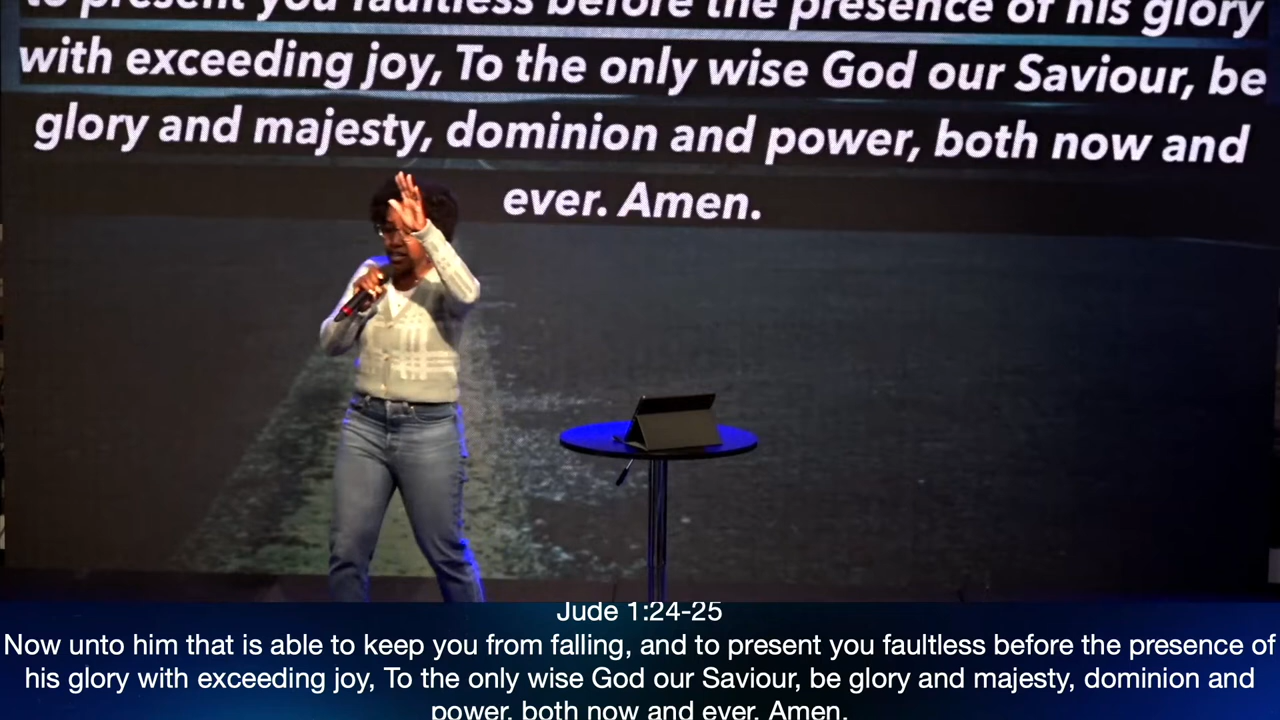 to present you faultless before the presence of his glory
with exceeding joy, To the only wise God our Saviour, be
glory and majesty, dominion and power, both now and
ever. Amen.
Jude 1:24-25
Now unto him that is able to keep you from falling, and to present you faultless before the presence of
his glory with exceeding joy, To the only wise God our Saviour, be glory and majesty, dominion and
power, both now and ever. Amen.